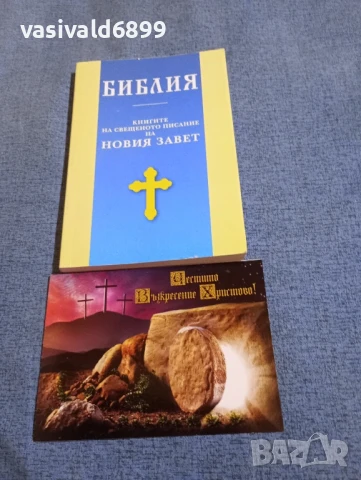 vasivald6899
БИБЛИЯ
КНИГИТЕ
НА СВЕЩЕНОТО ПИСАНИЕ
НА
НОВИЯ ЗАВЕТ
Честито
Възкресение Христово!
BAZAR